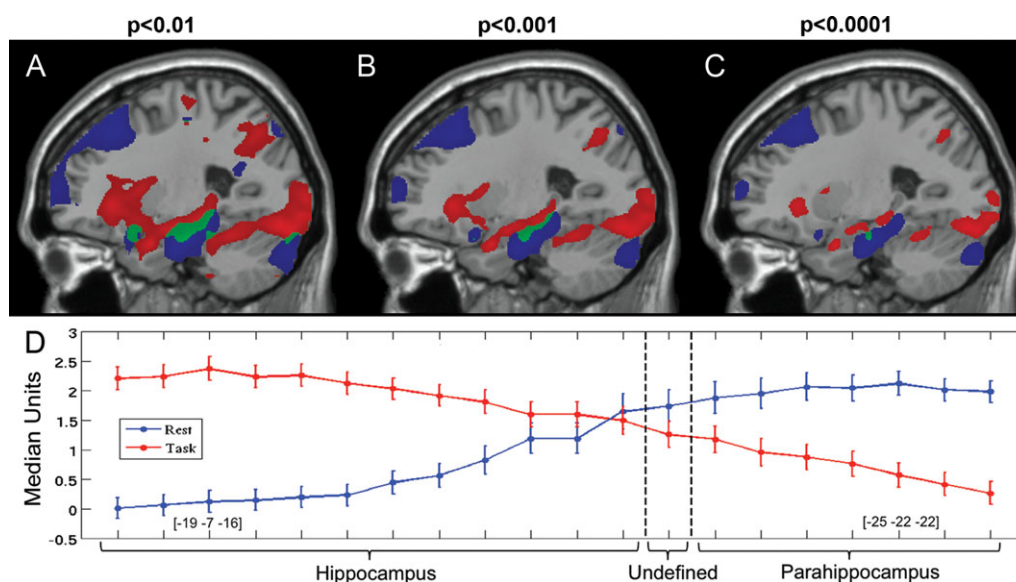 p<0.01
p<0.001
p<0.0001
A
B
C
D
Median Units
3
2.5
2
1.5
1
0.5
0
-0.5
Rest
Task
[-19 -7 -16]
[-25 -22 -22]
Hippocampus
Undefined
Parahippocampus